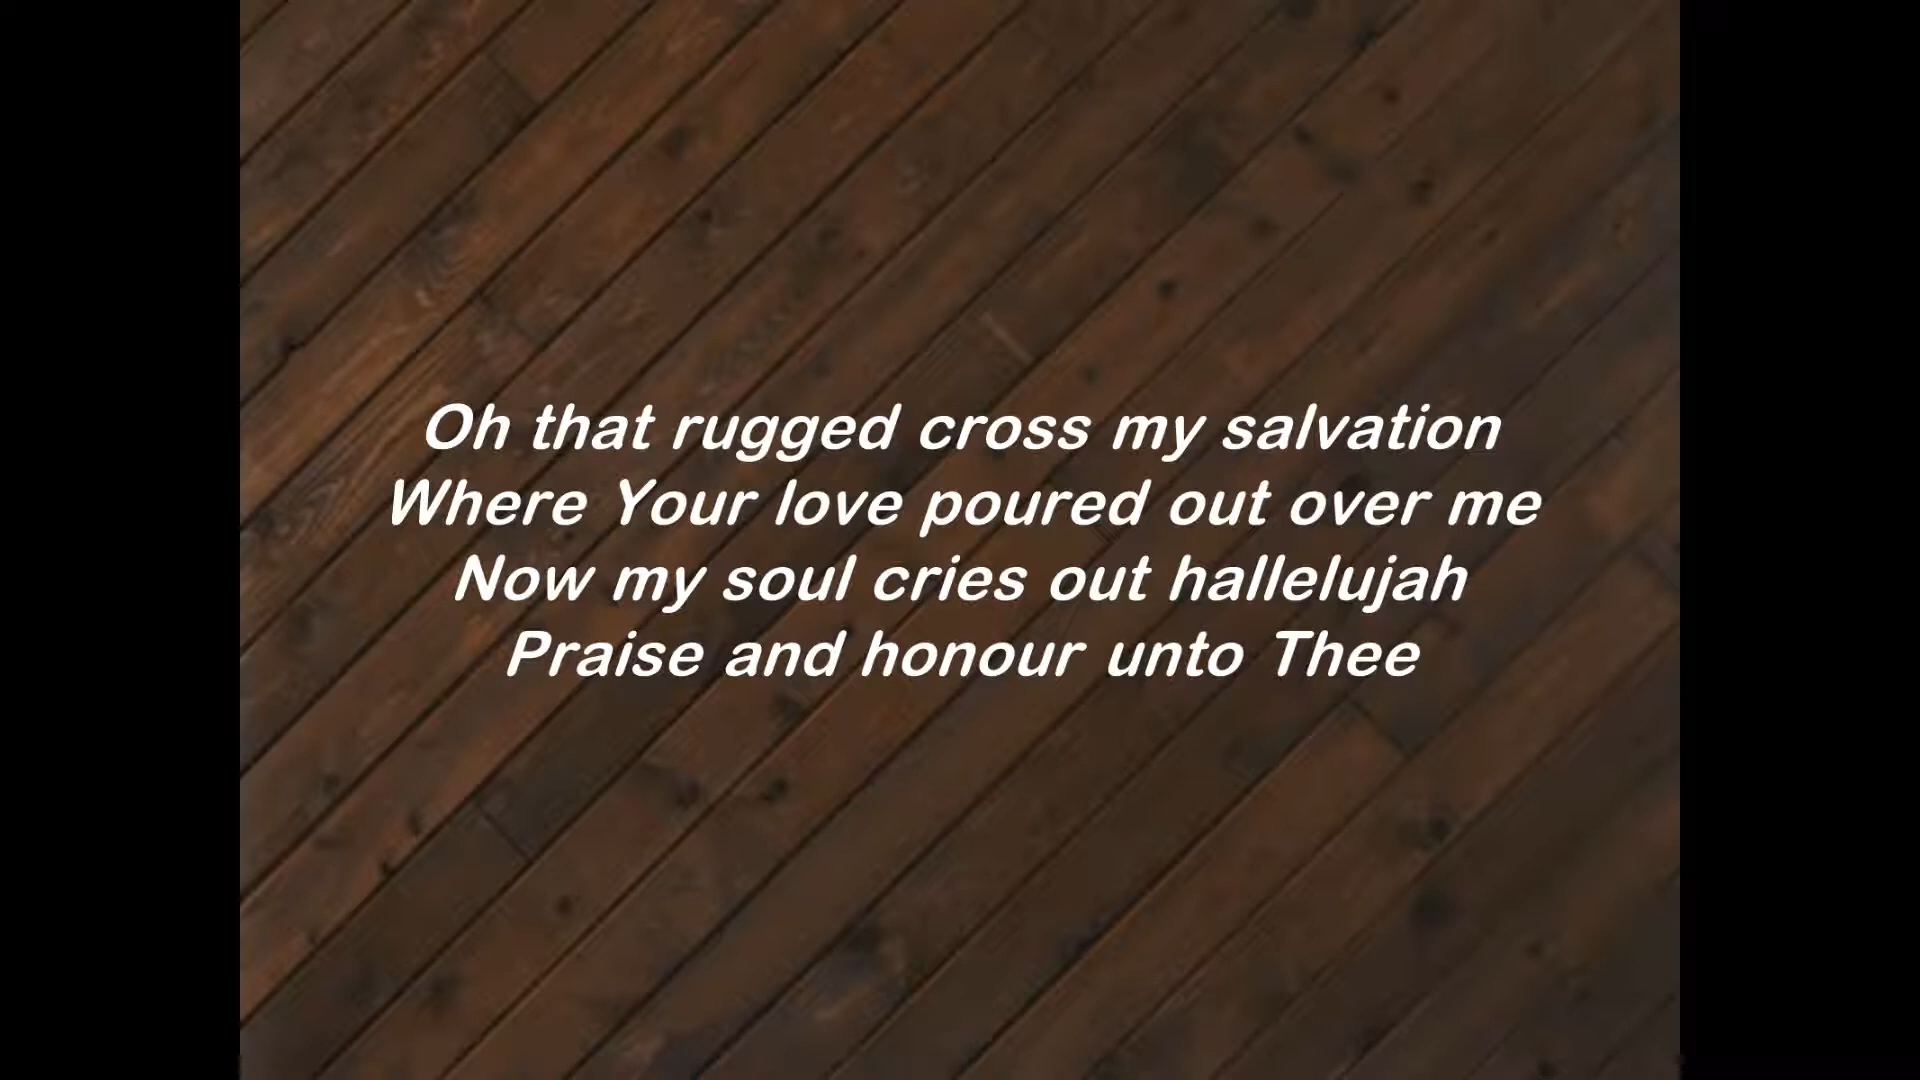 Oh that rugged cross my salvation
Where Your love poured out over me
Now my soul cries out hallelujah
Praise and honour unto Thee